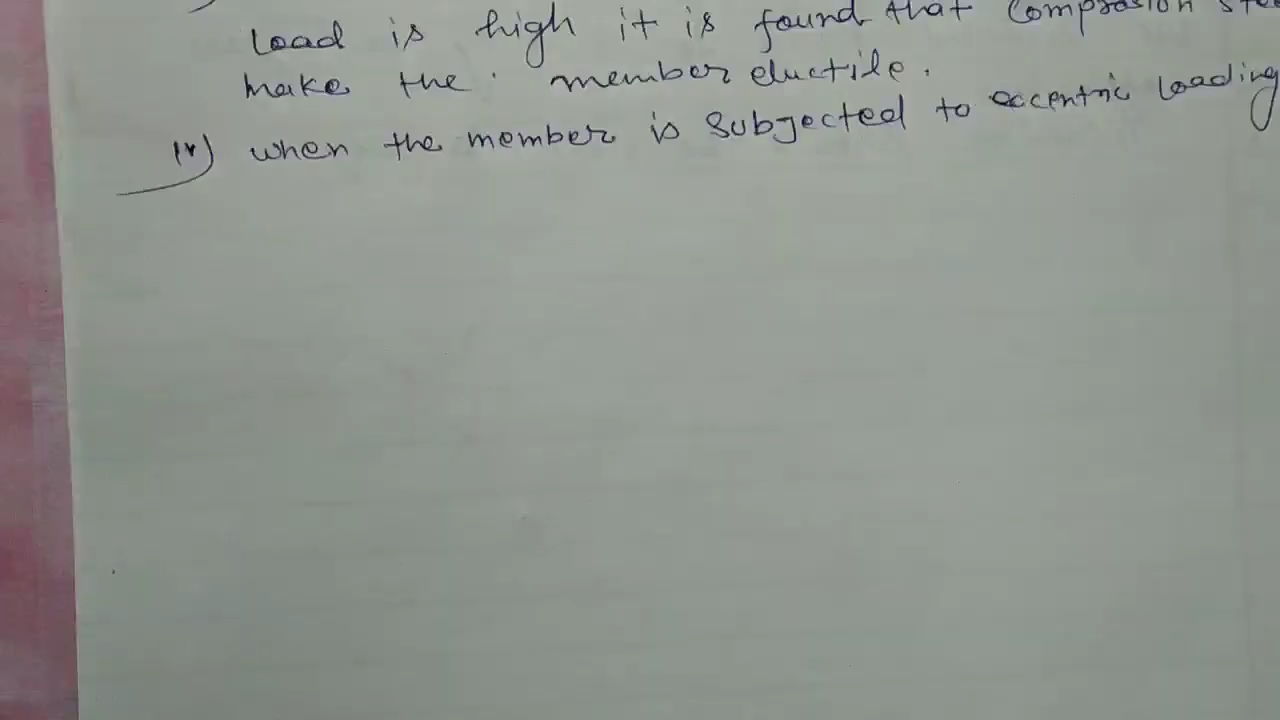 Load is high it is found that Comprasion
make the member ductile.
iv) when the member is subjected to eccentric loading